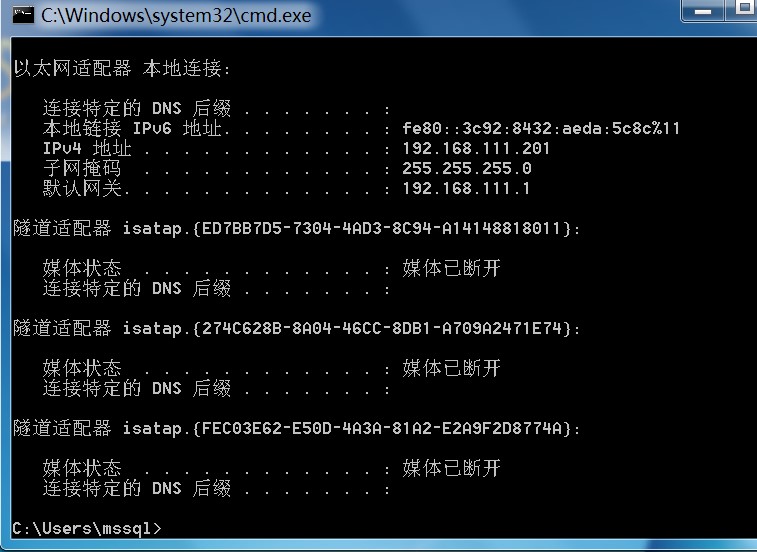 C:\Windows\system32\cmd.exe
以太网适配器 本地连接:
连接特定的 DNS 后缀 . . . . . . . :
本地链接 IPv6 地址. . . . . . . . : fe80::3c92:8432:aeda:5c8c%11
IPv4 地址 . . . . . . . . . . . . : 192.168.111.201
子网掩码 . . . . . . . . . . . . : 255.255.255.0
默认网关. . . . . . . . . . . . . : 192.168.111.1
隧道适配器 isatap.{ED7BB7D5-7304-4AD3-8C94-A14148818011}:
媒体状态 . . . . . . . . . . . . : 媒体已断开
连接特定的 DNS 后缀 . . . . . . . :
隧道适配器 isatap.{274C628B-8A04-46CC-8DB1-A709A2471E74}:
媒体状态 . . . . . . . . . . . . : 媒体已断开
连接特定的 DNS 后缀 . . . . . . . :
隧道适配器 isatap.{FEC03E62-E50D-4A3A-81A2-E2A9F2D8774A}:
媒体状态 . . . . . . . . . . . . : 媒体已断开
连接特定的 DNS 后缀 . . . . . . . :
C:\Users\mssql>